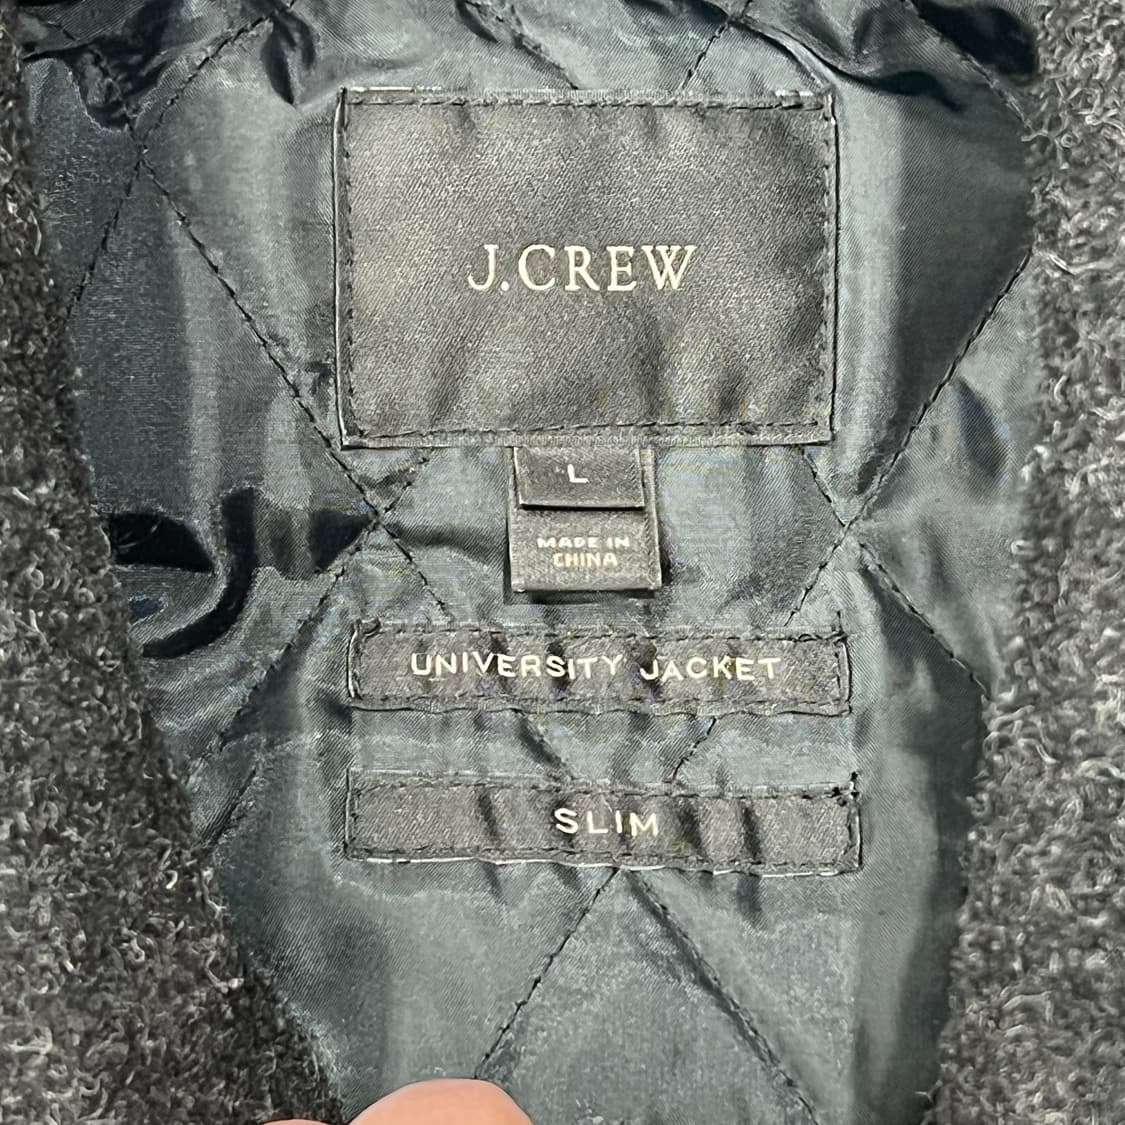 J.CREW
L
MADE IN
CHINA
UNIVERSITY JACKET
SLIM